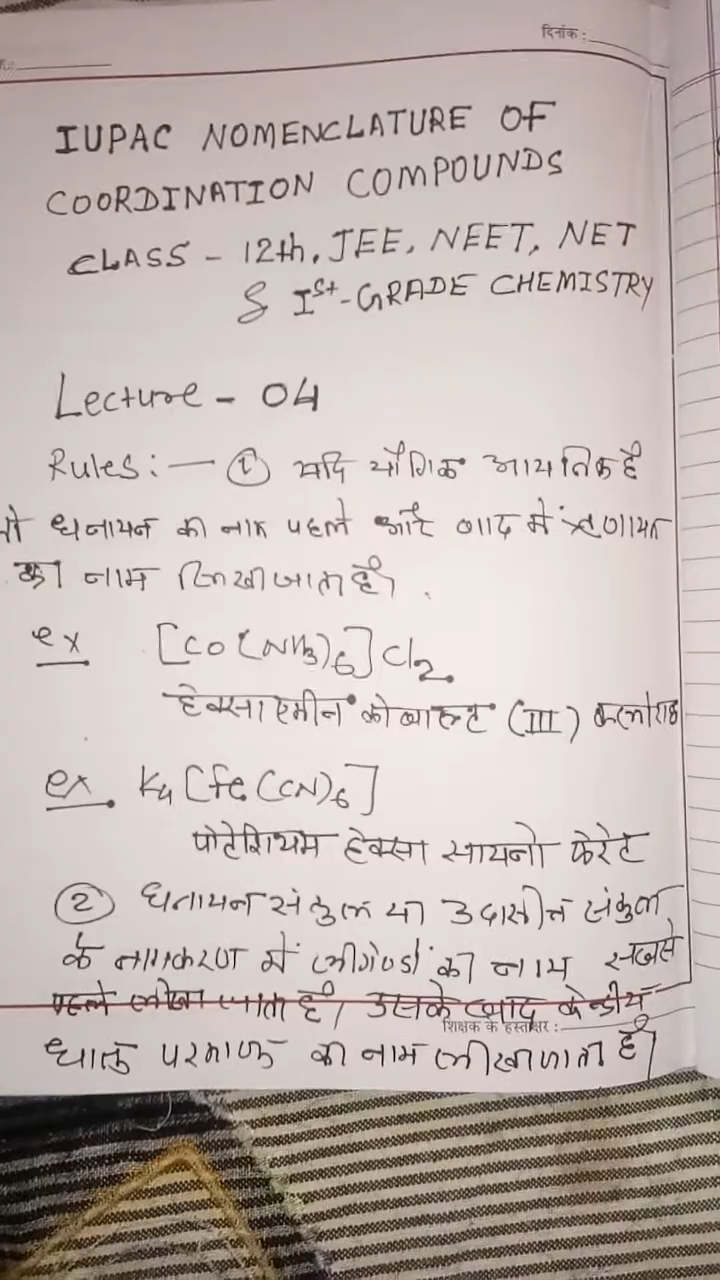 दिनांक :
IUPAC NOMENCLATURE OF
COORDINATION COMPOUNDS
CLASS - 12th, JEE, NEET, NET
& Ist-GRADE CHEMISTRY
Lecture - 04
Rules :— ① यदि यौगिक आयनिक है
तो धनायन का नाम पहले और बाद में ऋणायन
का नाम लिखा जाता है।
ex [Co(NH3)6]Cl2
हेक्साएमीन कोबाल्ट (III) क्लोराइड
ex. K4[Fe(CN)6]
पोटेशियम हेक्सा सायनो फेरेट
② धनायन संकुल या उदासीन संकुल
के नामकरण में लीगेण्डों का नाम सबसे
पहले लीखा जाता है। उसके बाद केन्द्रीय
शिक्षक के हस्ताक्षर :
धातु परमाणु का नाम लीखा जाता है।